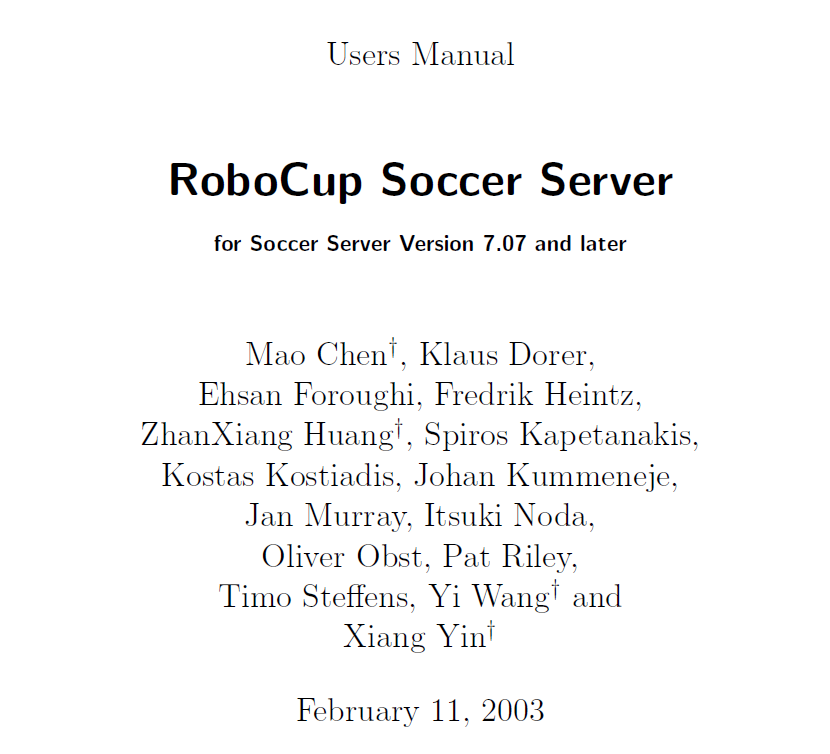 Users Manual
RoboCup Soccer Server
for Soccer Server Version 7.07 and later
Mao Chen†, Klaus Dorer,
Ehsan Foroughi, Fredrik Heintz,
ZhanXiang Huang†, Spiros Kapetanakis,
Kostas Kostiadis, Johan Kummeneje,
Jan Murray, Itsuki Noda,
Oliver Obst, Pat Riley,
Timo Steffens, Yi Wang† and
Xiang Yin†
February 11, 2003